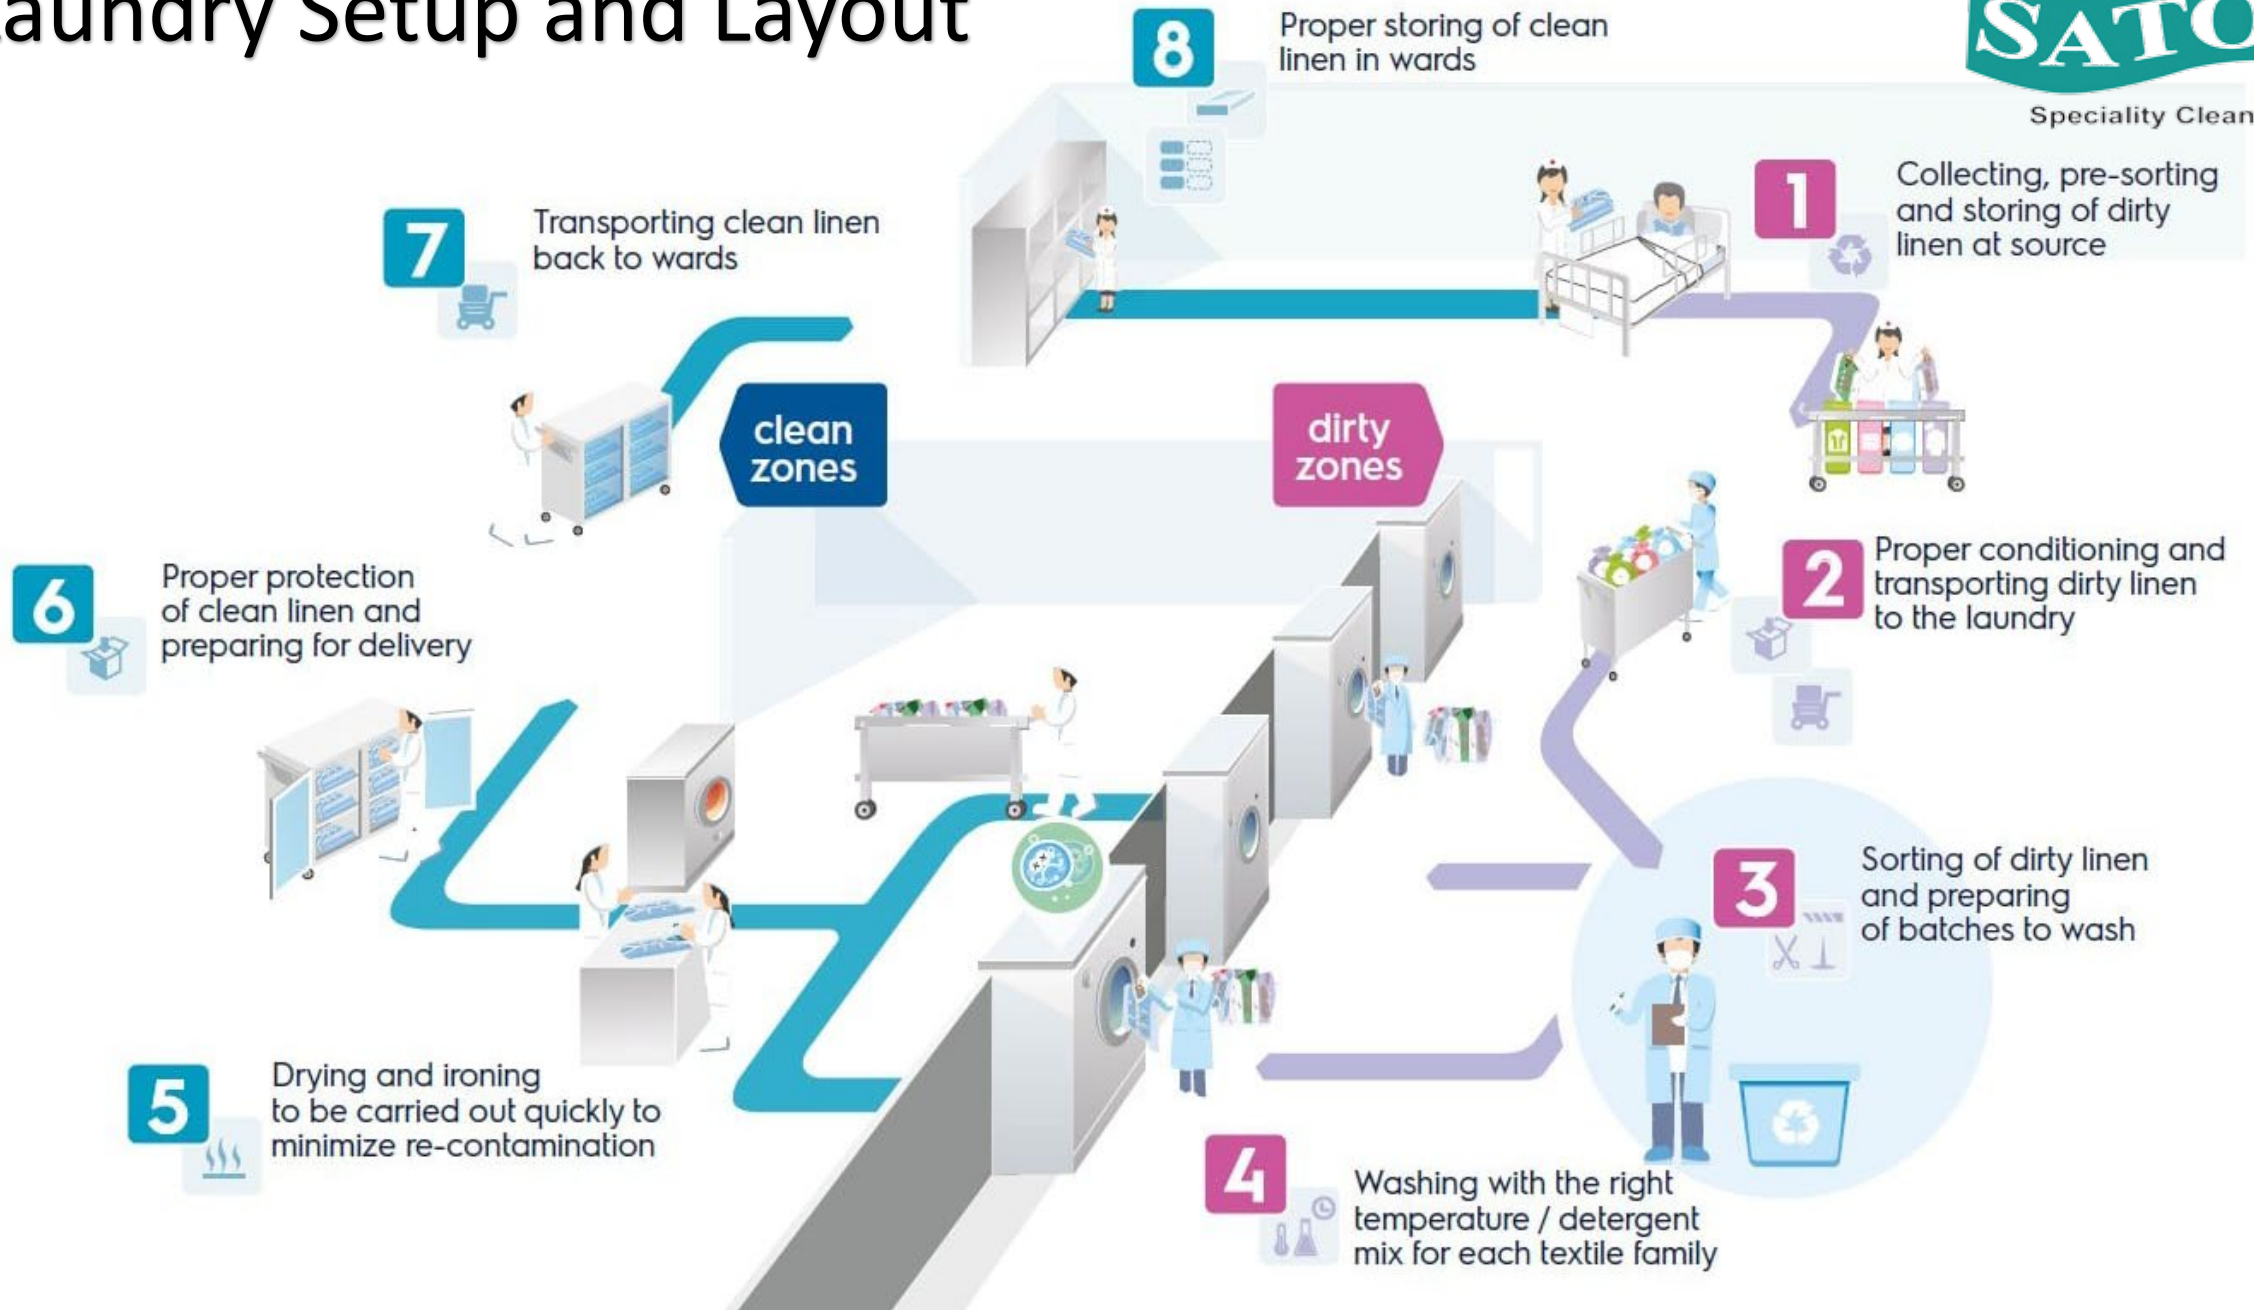 aundry Setup and Layout
SATO
Speciality Clean
8
Proper storing of clean
linen in wards
1
Collecting, pre-sorting
and storing of dirty
linen at source
7
Transporting clean linen
back to wards
clean
zones
dirty
zones
2
Proper conditioning and
transporting dirty linen
to the laundry
6
Proper protection
of clean linen and
preparing for delivery
3
Sorting of dirty linen
and preparing
of batches to wash
5
Drying and ironing
to be carried out quickly to
minimize re-contamination
4
Washing with the right
temperature / detergent
mix for each textile family